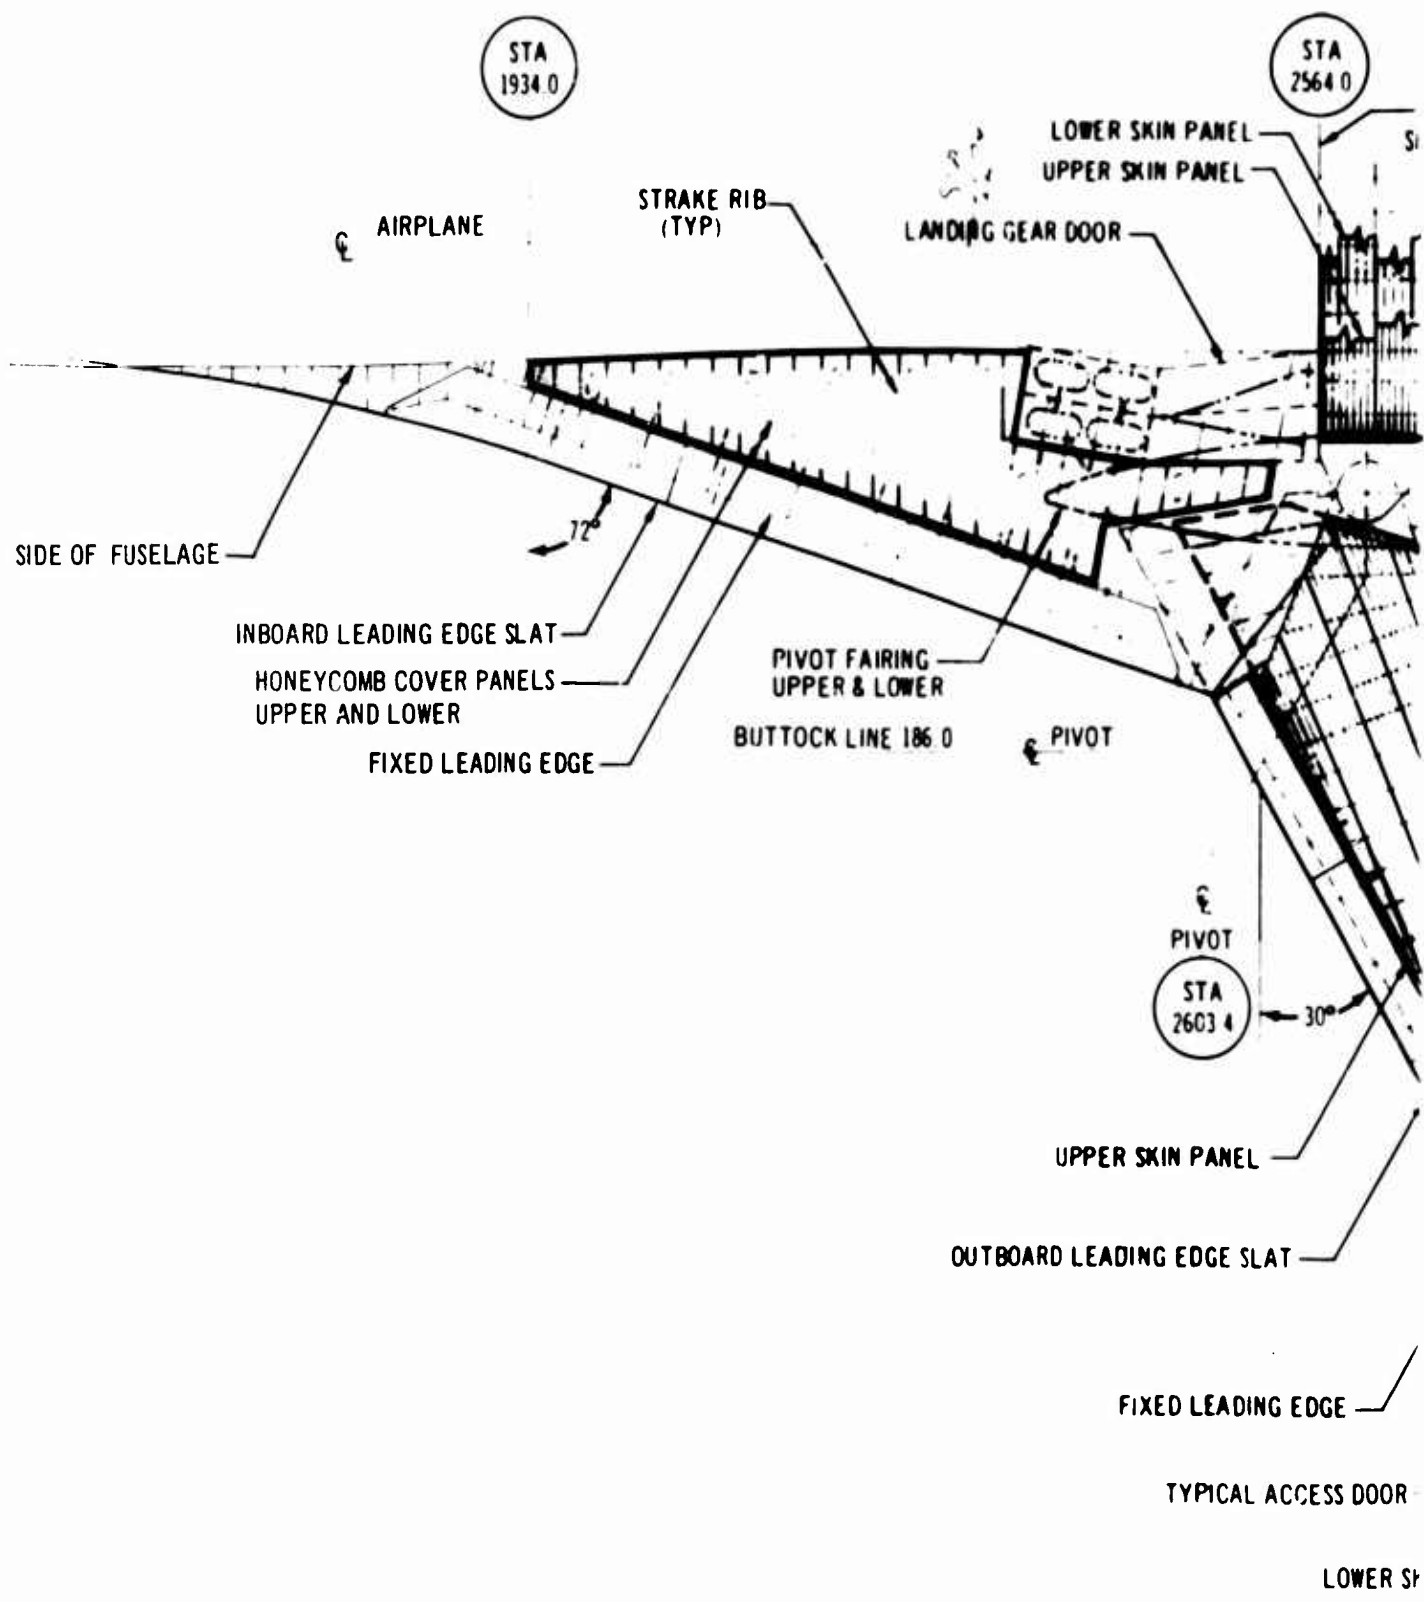 STA
1934.0
STA
2564.0
LOWER SKIN PANEL
UPPER SKIN PANEL
STRAKE RIB
(TYP)
LANDING GEAR DOOR
℄ AIRPLANE
72°
SIDE OF FUSELAGE
INBOARD LEADING EDGE SLAT
HONEYCOMB COVER PANELS
UPPER AND LOWER
FIXED LEADING EDGE
PIVOT FAIRING
UPPER & LOWER
BUTTOCK LINE 186.0
℄ PIVOT
℄
PIVOT
STA
2603.4
30°
UPPER SKIN PANEL
OUTBOARD LEADING EDGE SLAT
FIXED LEADING EDGE
TYPICAL ACCESS DOOR
LOWER